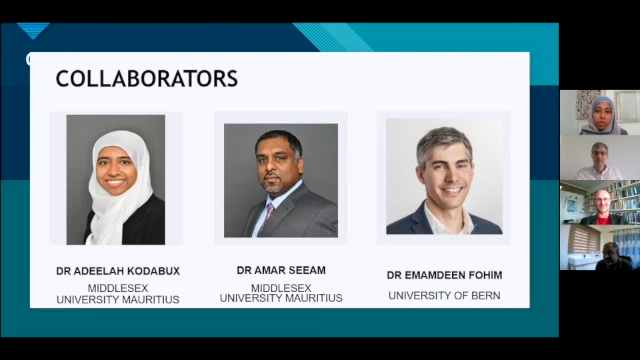 COLLABORATORS
DR ADEELAH KODABUX
MIDDLESEX
UNIVERSITY MAURITIUS
DR AMAR SEEAM
MIDDLESEX
UNIVERSITY MAURITIUS
DR EMAMDEEN FOHIM
UNIVERSITY OF BERN